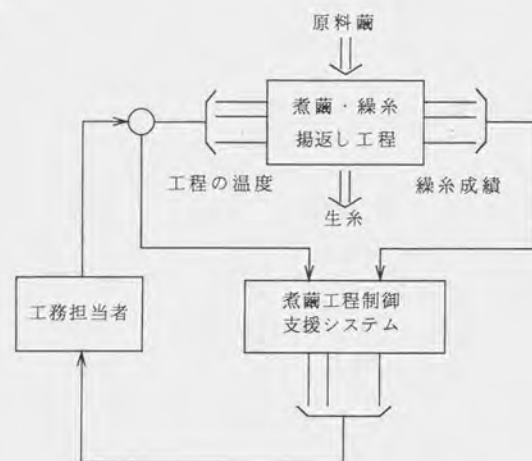 原料繭
煮繭・繰糸
揚返し工程
工程の温度
繰糸成績
生糸
工務担当者
煮繭工程制御
支援システム